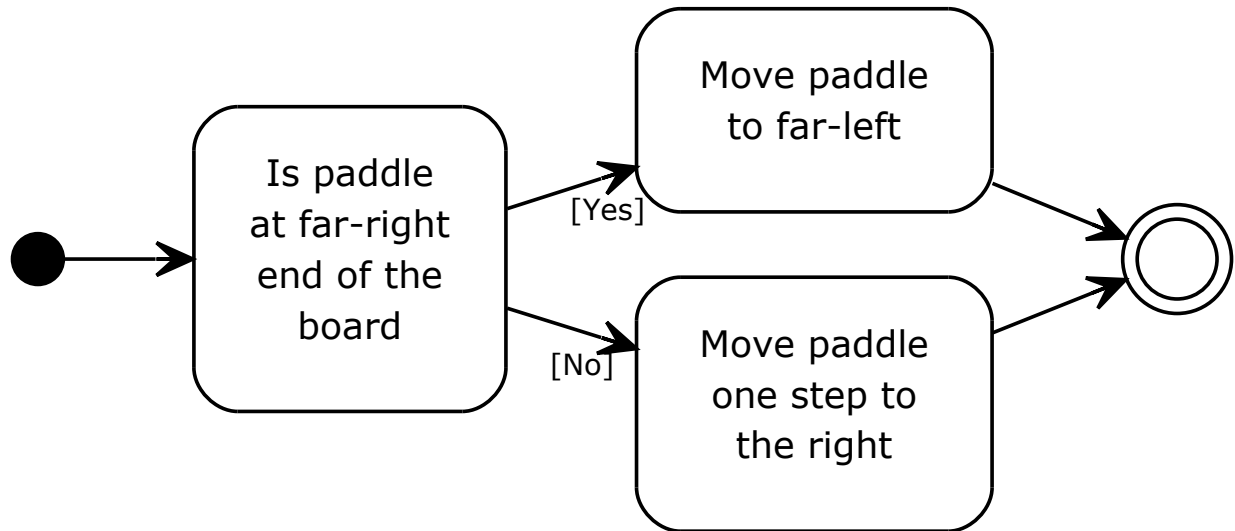 Is paddle
at far-right
end of the
board
[Yes]
Move paddle
to far-left
[No]
Move paddle
one step to
the right